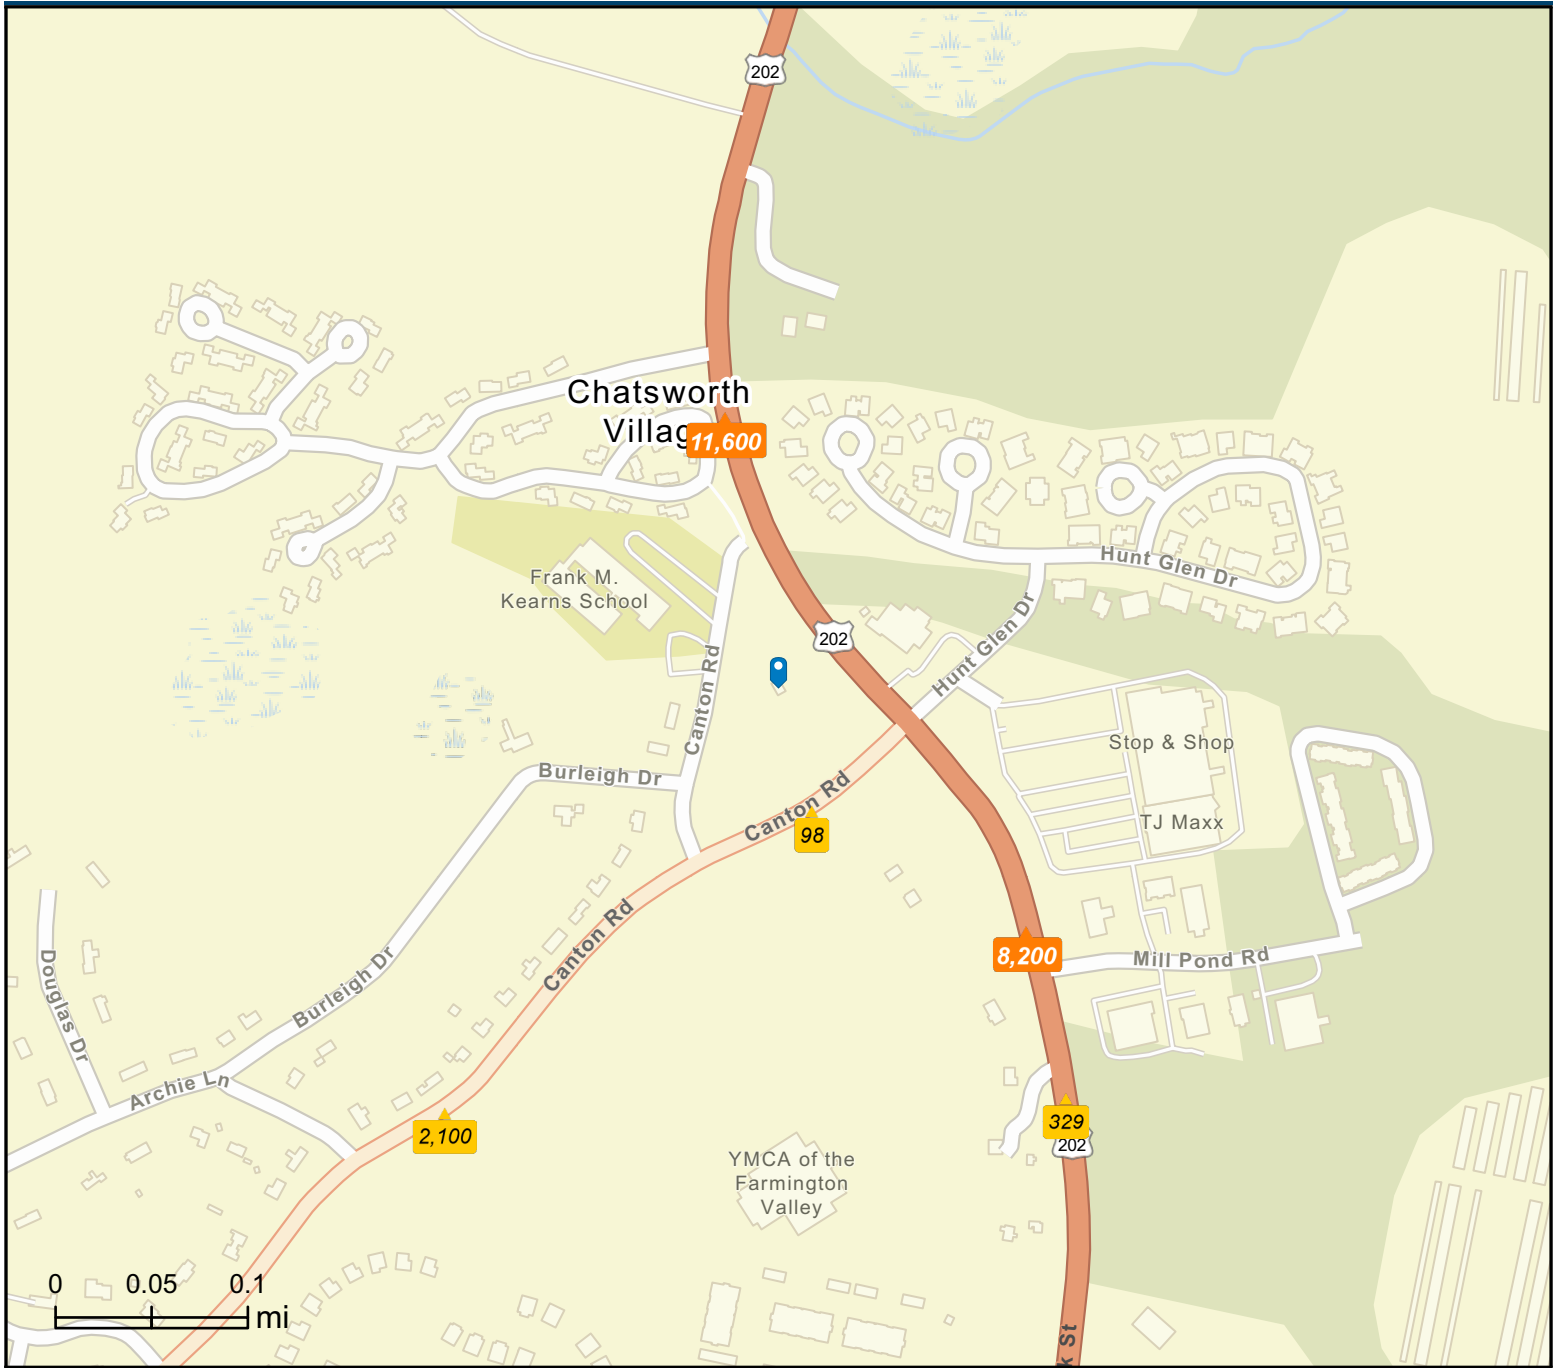 202
Chatsworth
Villag
11,600
Hunt Glen Dr
Frank M.
Kearns School
Hunt Glen Dr
202
Canton Rd
Stop & Shop
Burleigh Dr
Canton Rd
TJ Maxx
98
Canton Rd
8,200
Mill Pond Rd
Burleigh Dr
Douglas Dr
Archie Ln
2,100
329
202
YMCA of the
Farmington
Valley
0 0.05 0.1
mi
k St